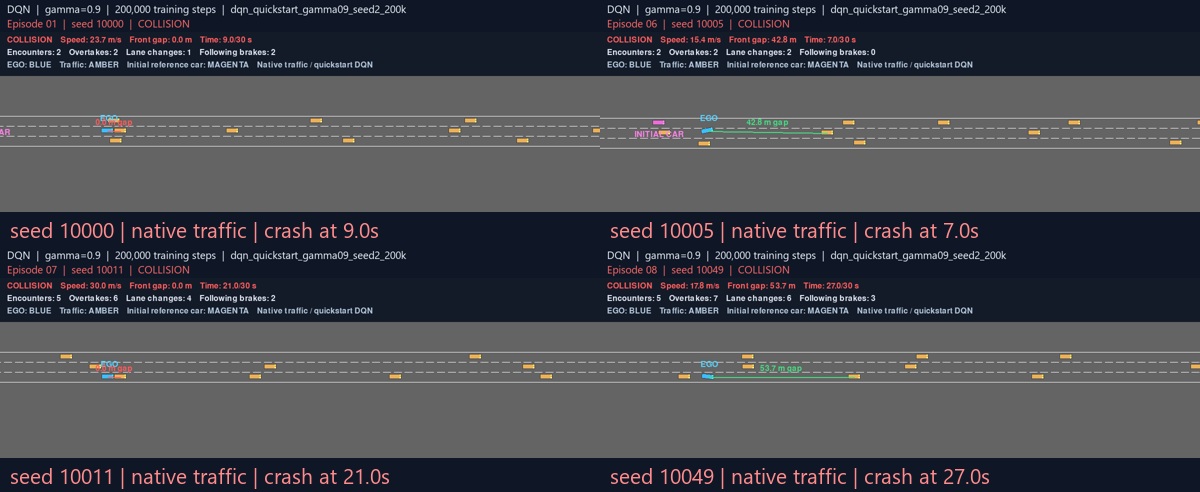 DQN | gamma=0.9 | 200,000 training steps | dqn_quickstart_gamma09_seed2_200k
Episode 01 | seed 10000 | COLLISION
COLLISION Speed: 23.7 m/s Front gap: 0.0 m Time: 9.0/30 s
Encounters: 2 Overtakes: 2 Lane changes: 1 Following brakes: 2
EGO: BLUE Traffic: AMBER Initial reference car: MAGENTA Native traffic / quickstart DQN
EGO
gap
AR
seed 10000 | native traffic | crash at 9.0s
DQN | gamma=0.9 | 200,000 training steps | dqn_quickstart_gamma09_seed2_200k
Episode 06 | seed 10005 | COLLISION
COLLISION Speed: 15.4 m/s Front gap: 42.8 m Time: 7.0/30 s
Encounters: 2 Overtakes: 2 Lane changes: 2 Following brakes: 0
EGO: BLUE Traffic: AMBER Initial reference car: MAGENTA Native traffic / quickstart DQN
EGO
42.8 m gap
INITIAL CAR
seed 10005 | native traffic | crash at 7.0s
DQN | gamma=0.9 | 200,000 training steps | dqn_quickstart_gamma09_seed2_200k
Episode 07 | seed 10011 | COLLISION
COLLISION Speed: 30.0 m/s Front gap: 0.0 m Time: 21.0/30 s
Encounters: 5 Overtakes: 6 Lane changes: 4 Following brakes: 2
EGO: BLUE Traffic: AMBER Initial reference car: MAGENTA Native traffic / quickstart DQN
EGO
gap
seed 10011 | native traffic | crash at 21.0s
DQN | gamma=0.9 | 200,000 training steps | dqn_quickstart_gamma09_seed2_200k
Episode 08 | seed 10049 | COLLISION
COLLISION Speed: 17.8 m/s Front gap: 53.7 m Time: 27.0/30 s
Encounters: 5 Overtakes: 7 Lane changes: 6 Following brakes: 3
EGO: BLUE Traffic: AMBER Initial reference car: MAGENTA Native traffic / quickstart DQN
EGO
53.7 m gap
seed 10049 | native traffic | crash at 27.0s